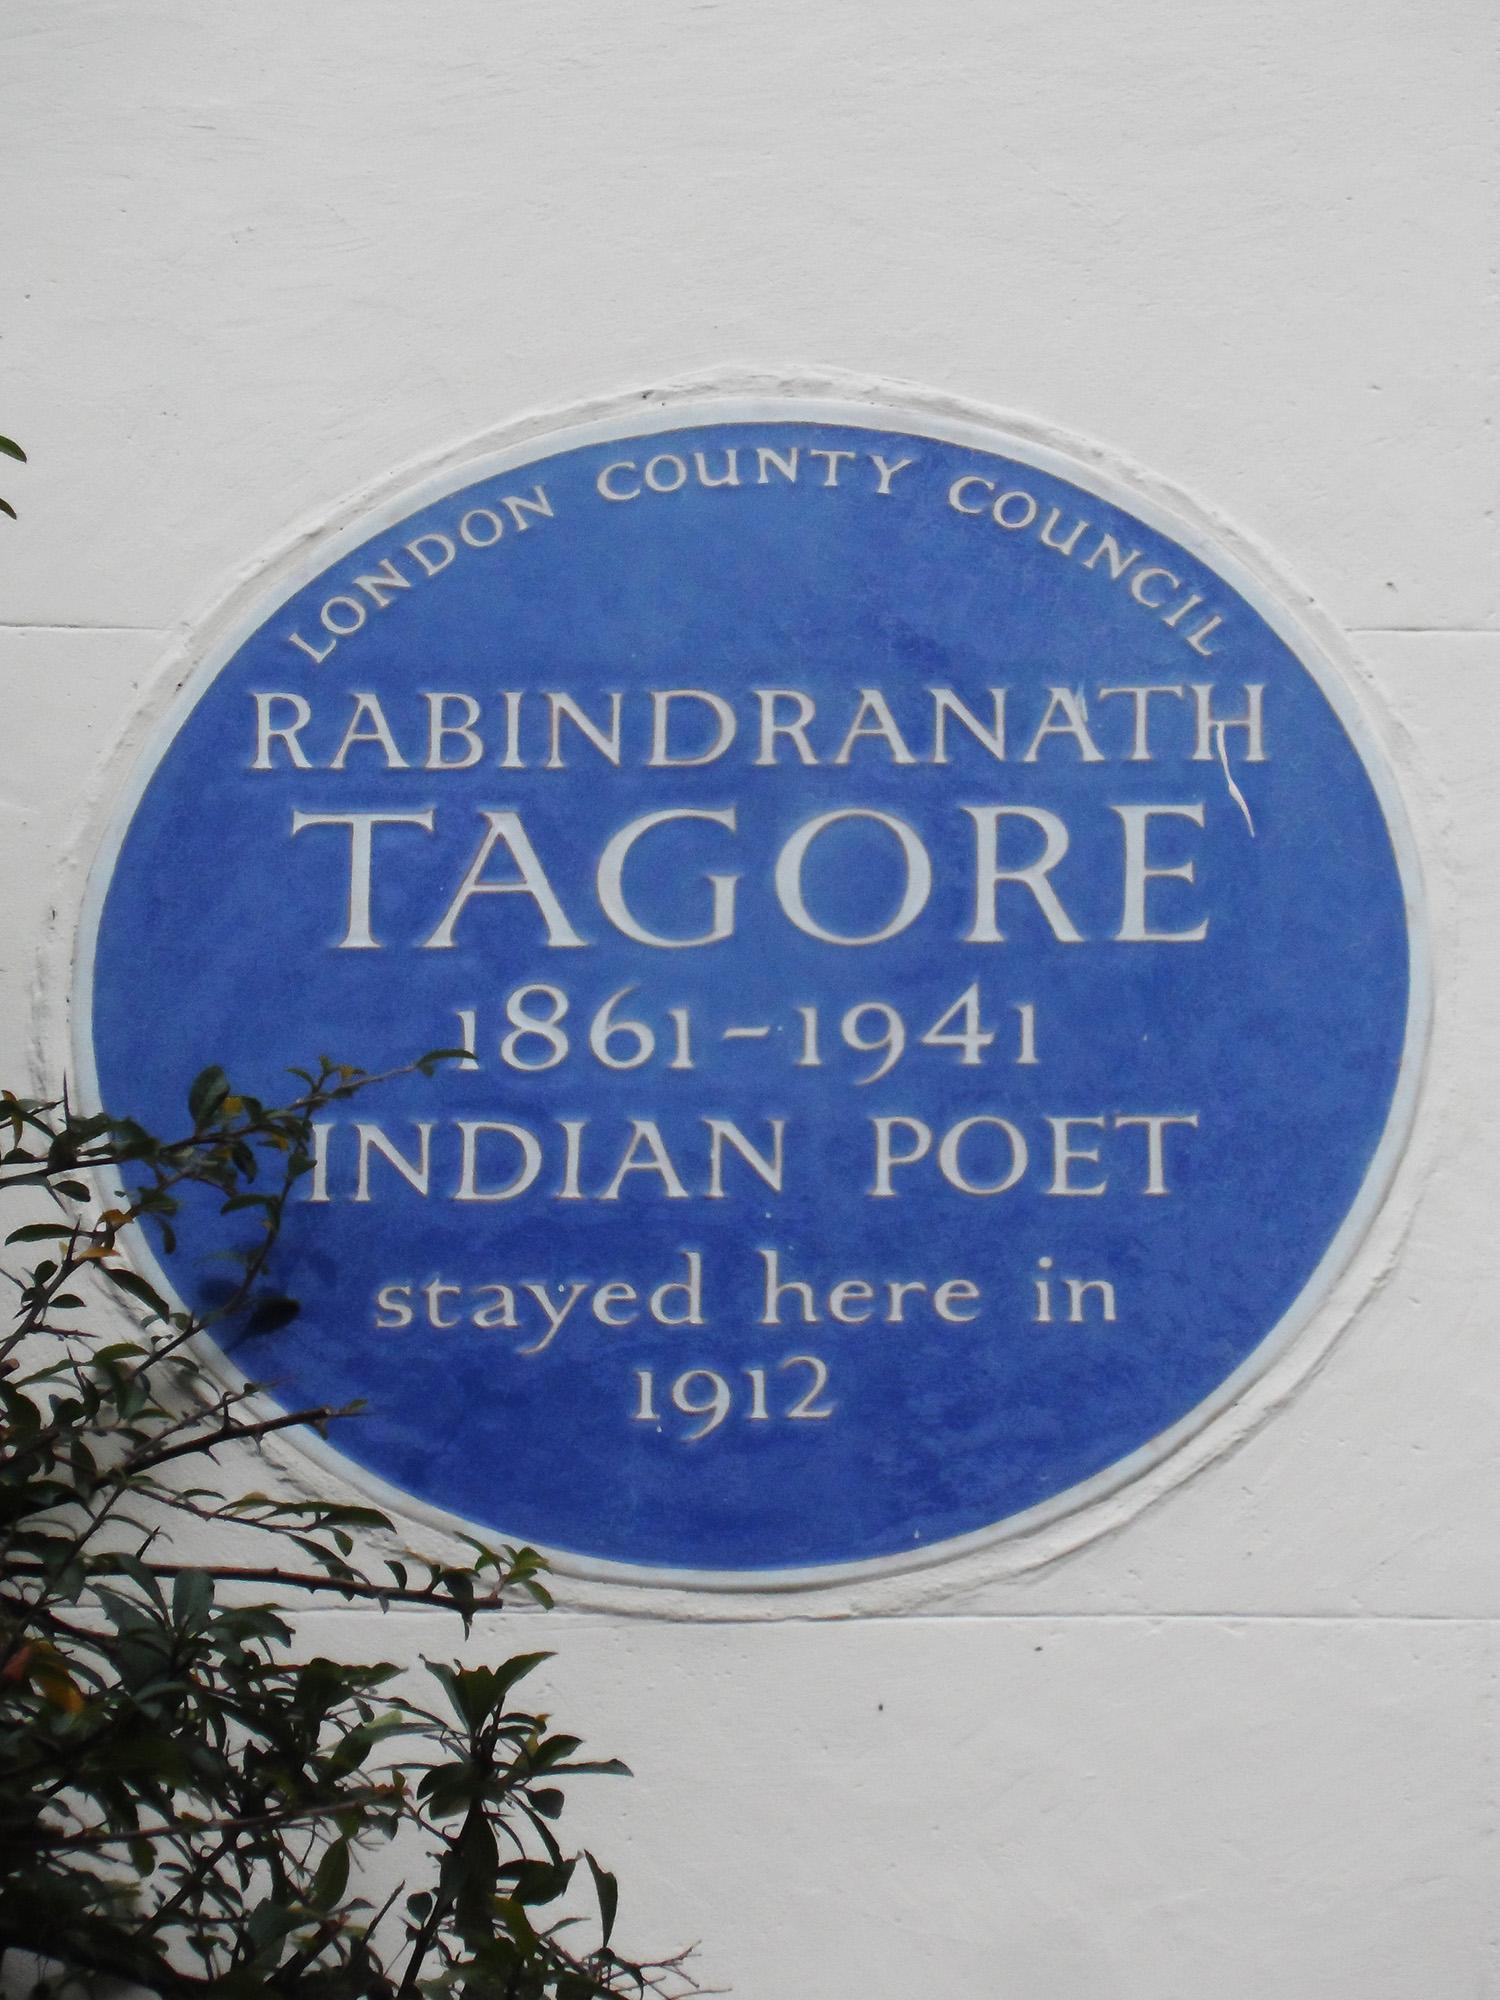 LONDON COUNTY COUNCIL
RABINDRANATH
TAGORE
1861-1941
INDIAN POET
stayed here in
1912